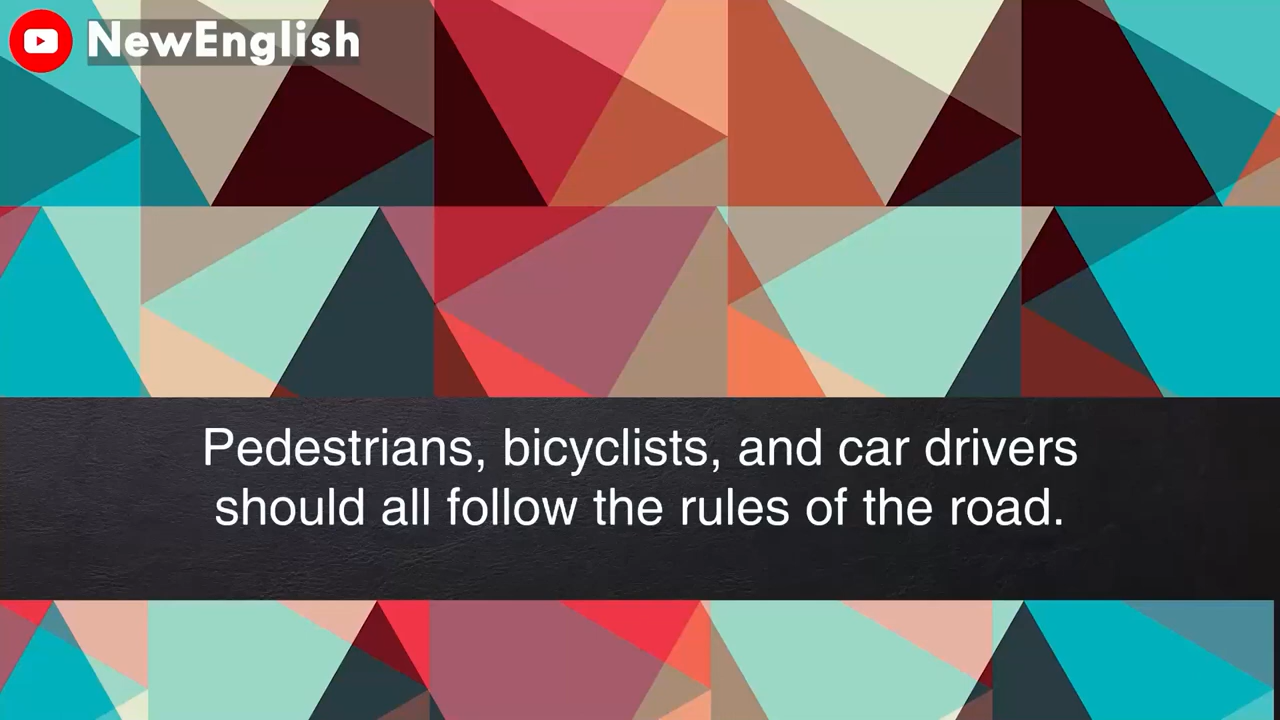 NewEnglish
Pedestrians, bicyclists, and car drivers
should all follow the rules of the road.